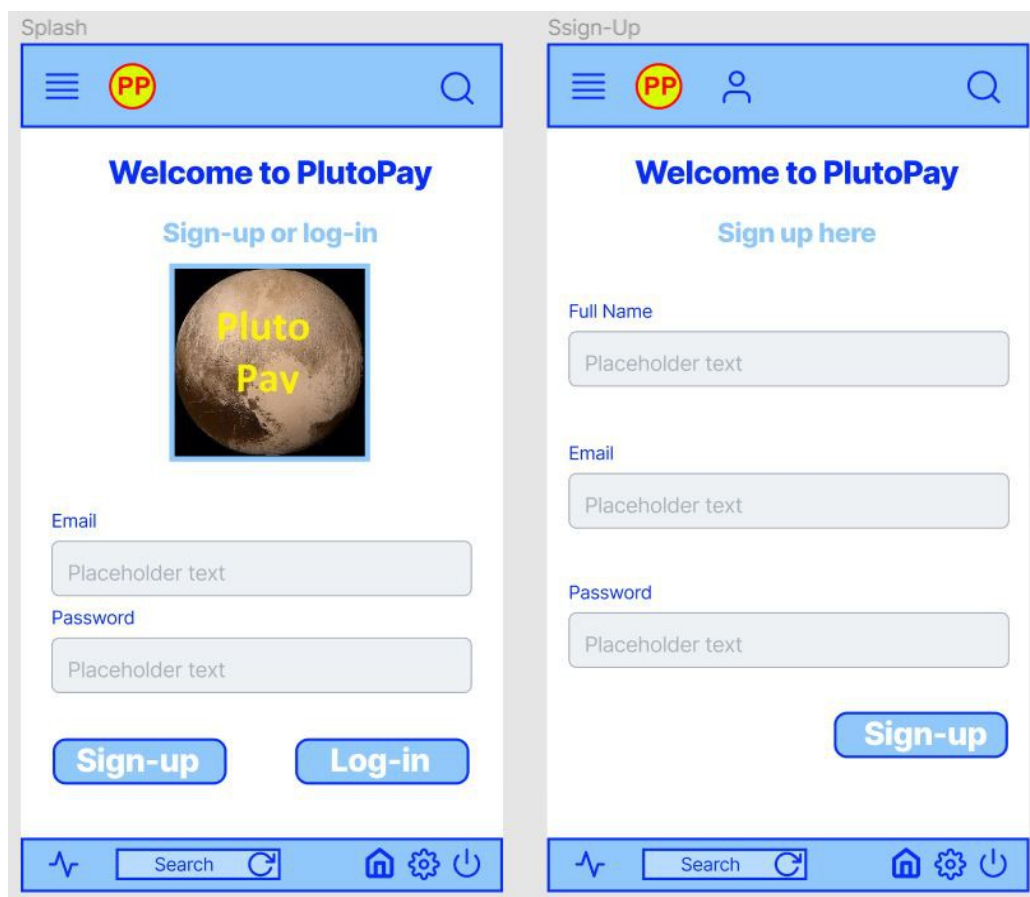 Splash
PP
Welcome to PlutoPay
Sign-up or log-in
Pluto
Pay
Email
Placeholder text
Password
Placeholder text
Sign-up
Log-in
Search
Ssign-Up
PP
Welcome to PlutoPay
Sign up here
Full Name
Placeholder text
Email
Placeholder text
Password
Placeholder text
Sign-up
Search